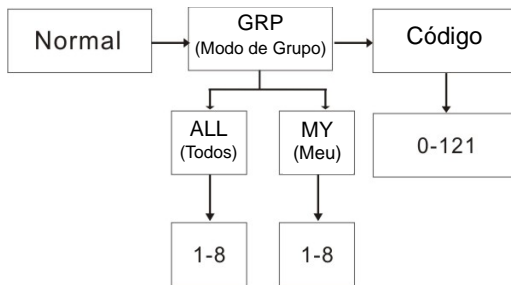 Normal
GRP
(Modo de Grupo)
Código
ALL
(Todos)
MY
(Meu)
0-121
1-8
1-8